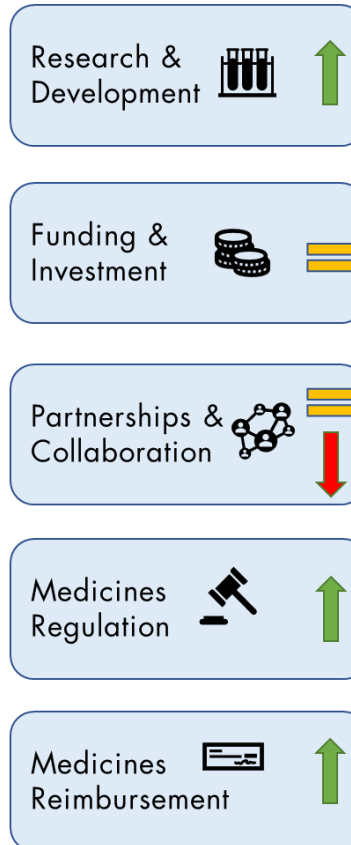 Research &
Development
Funding &
Investment
Partnerships &
Collaboration
Medicines
Regulation
Medicines
Reimbursement